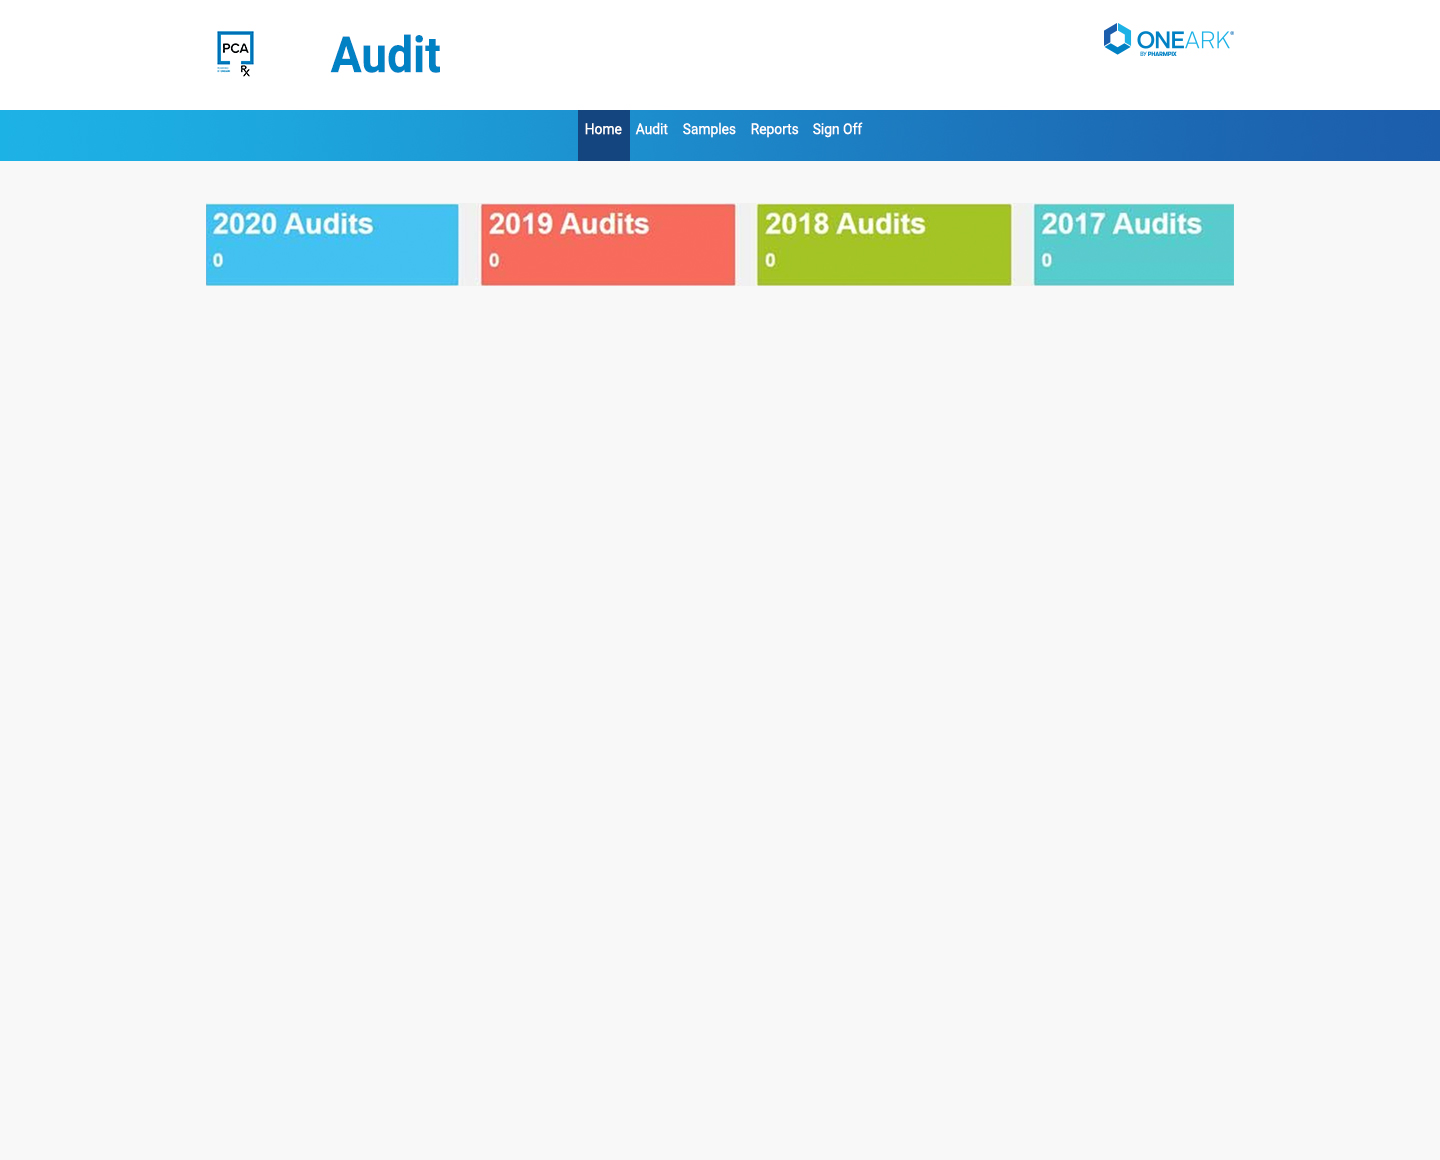 PCA
Rx
Audit
ONEARK®
BY PHARMPIX
Home Audit Samples Reports Sign Off
2020 Audits
0
2019 Audits
0
2018 Audits
0
2017 Audits
0